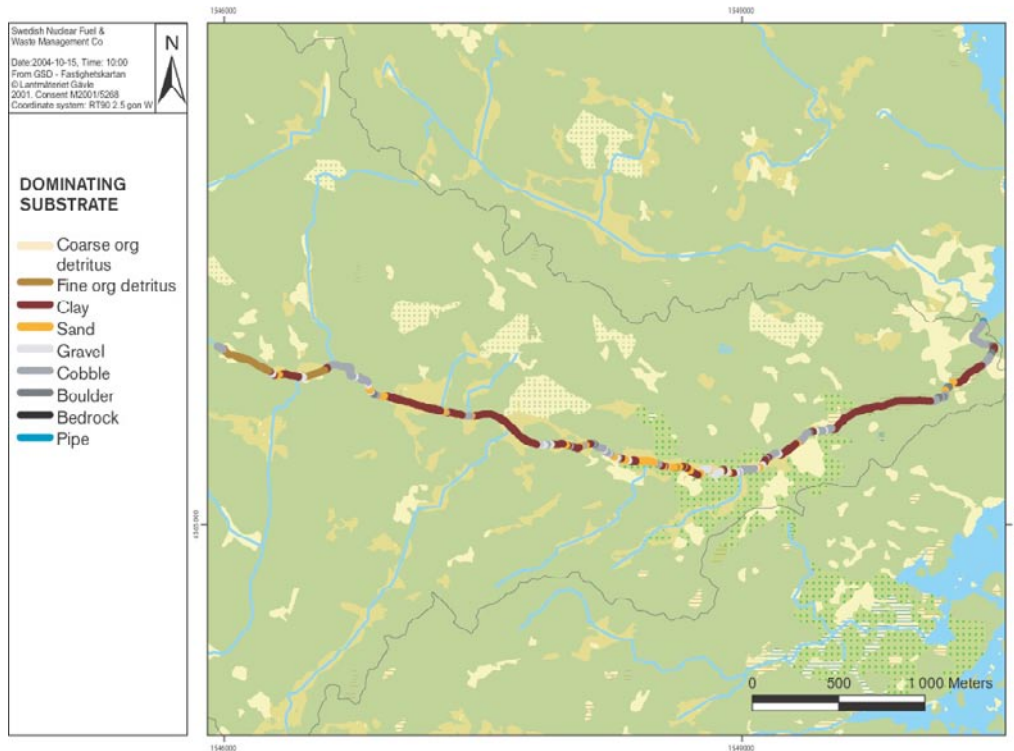 Swedish Nuclear Fuel &
Waste Management Co
Date:2004-10-15, Time: 10:00
From GSD - Fastighetskartan
©Lantmäteriet Gävle
2001. Consent M2001/5268
Coordinate system: RT90 2.5 gon W
N
DOMINATING
SUBSTRATE
Coarse org
detritus
Fine org detritus
Clay
Sand
Gravel
Cobble
Boulder
Bedrock
Pipe
1546000
1549000
0 500 1 000 Meters
1546000
1549000